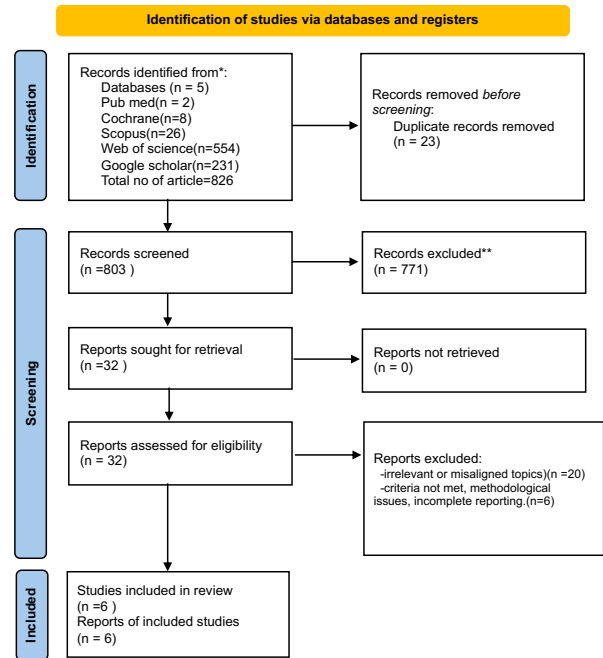 Identification of studies via databases and registers
Identification
Records identified from*:
Databases (n = 5)
Pub med(n = 2)
Cochrane(n=8)
Scopus(n=26)
Web of science(n=554)
Google scholar(n=231)
Total no of article=826
Records removed before
screening:
Duplicate records removed
(n = 23)
Screening
Records screened
(n =803 )
Records excluded**
(n = 771)
Reports sought for retrieval
(n =32 )
Reports not retrieved
(n = 0)
Reports assessed for eligibility
(n = 32)
Reports excluded:
-irrelevant or misaligned topics)(n =20)
-criteria not met, methodological
issues, incomplete reporting.(n=6)
Included
Studies included in review
(n =6 )
Reports of included studies
(n = 6)